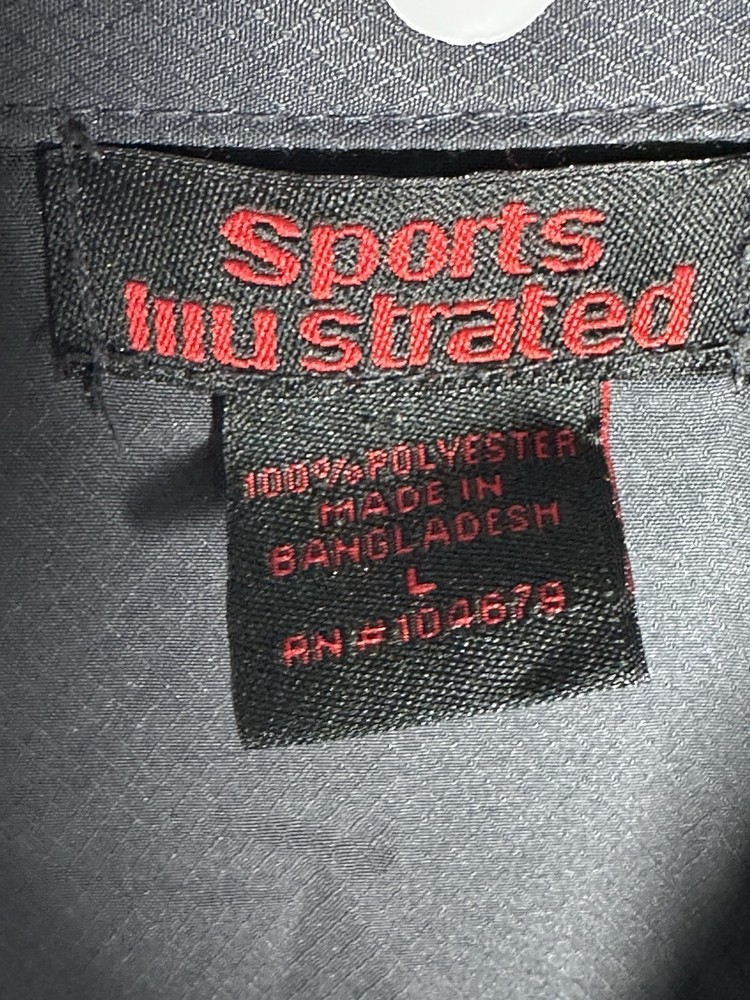 Sports
Illustrated
100% POLYESTER
MADE IN
BANGLADESH
L
RN #104679